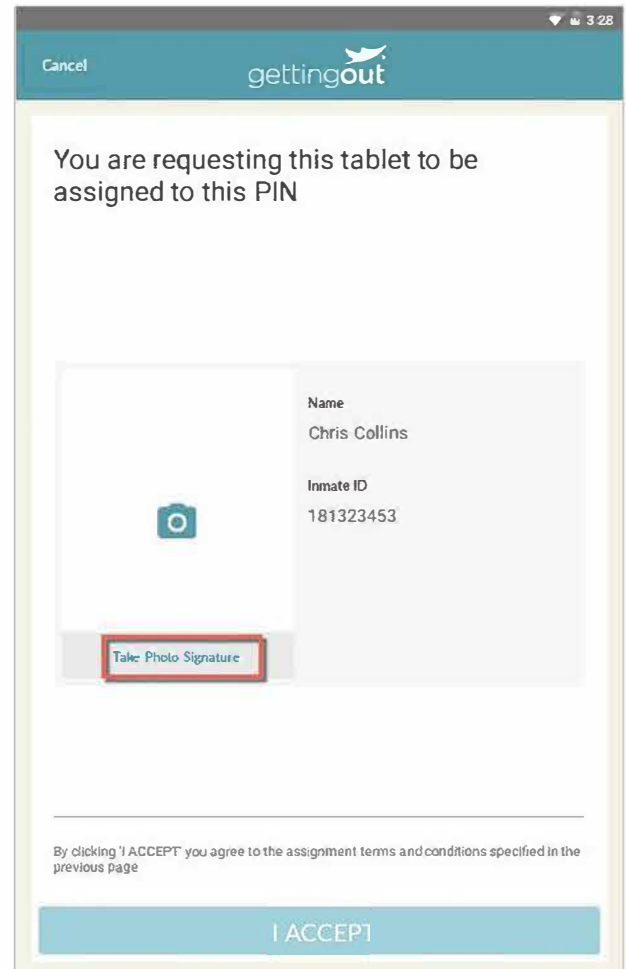 3:28
Cancel
gettingout
You are requesting this tablet to be
assigned to this PIN
Name
Chris Collins
Inmate ID
181323453
Take Photo Signature
By clicking 'I ACCEPT' you agree to the assignment terms and conditions specified in the
previous page
I ACCEPT